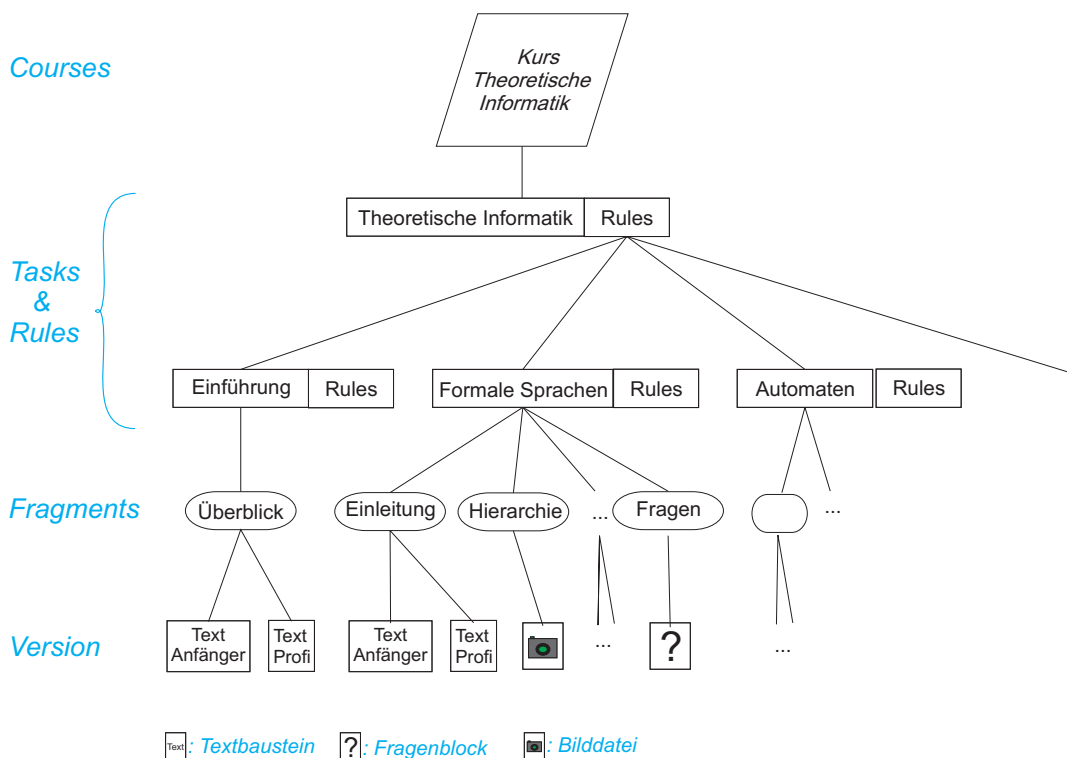 Courses
Kurs
Theoretische
Informatik
Theoretische Informatik Rules
Tasks
&
Rules
Einführung Rules Formale Sprachen Rules Automaten Rules
Fragments
Überblick Einleitung Hierarchie ... Fragen ...
Version
Text
Anfänger
Text
Profi
Text
Anfänger
Text
Profi
...
?
...
Text: Textbaustein ?: Fragenblock : Bilddatei